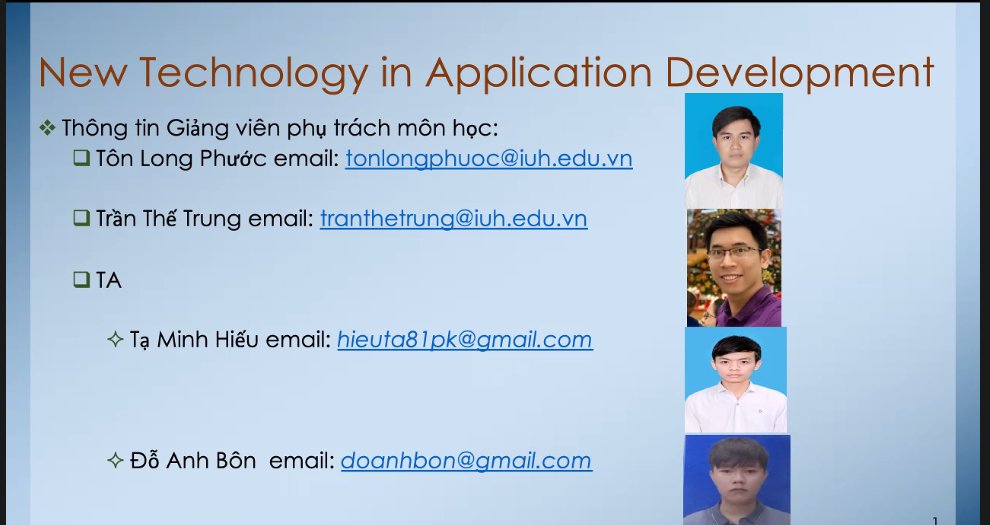 New Technology in Application Development
Thông tin Giảng viên phụ trách môn học:
Tôn Long Phước email: tonlongphuoc@iuh.edu.vn
Trần Thế Trung email: tranthetrung@iuh.edu.vn
TA
Tạ Minh Hiếu email: hieuta81pk@gmail.com
Đỗ Anh Bôn  email: doanhbon@gmail.com
1